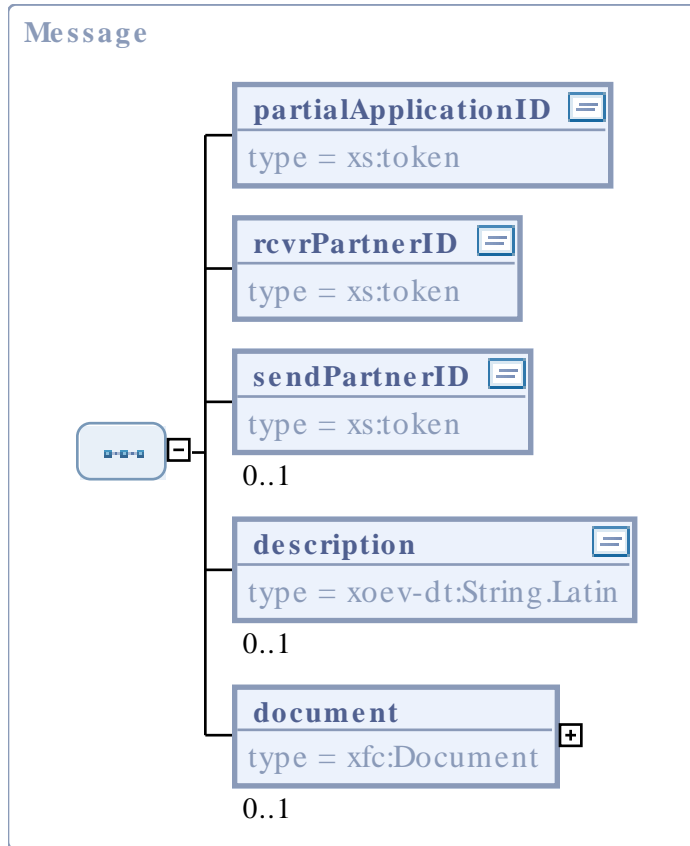 Message
partialApplicationID
type = xs:token
rcvrPartnerID
type = xs:token
sendPartnerID
type = xs:token
0..1
description
type = xoev-dt:String.Latin
0..1
document
type = xfc:Document
0..1